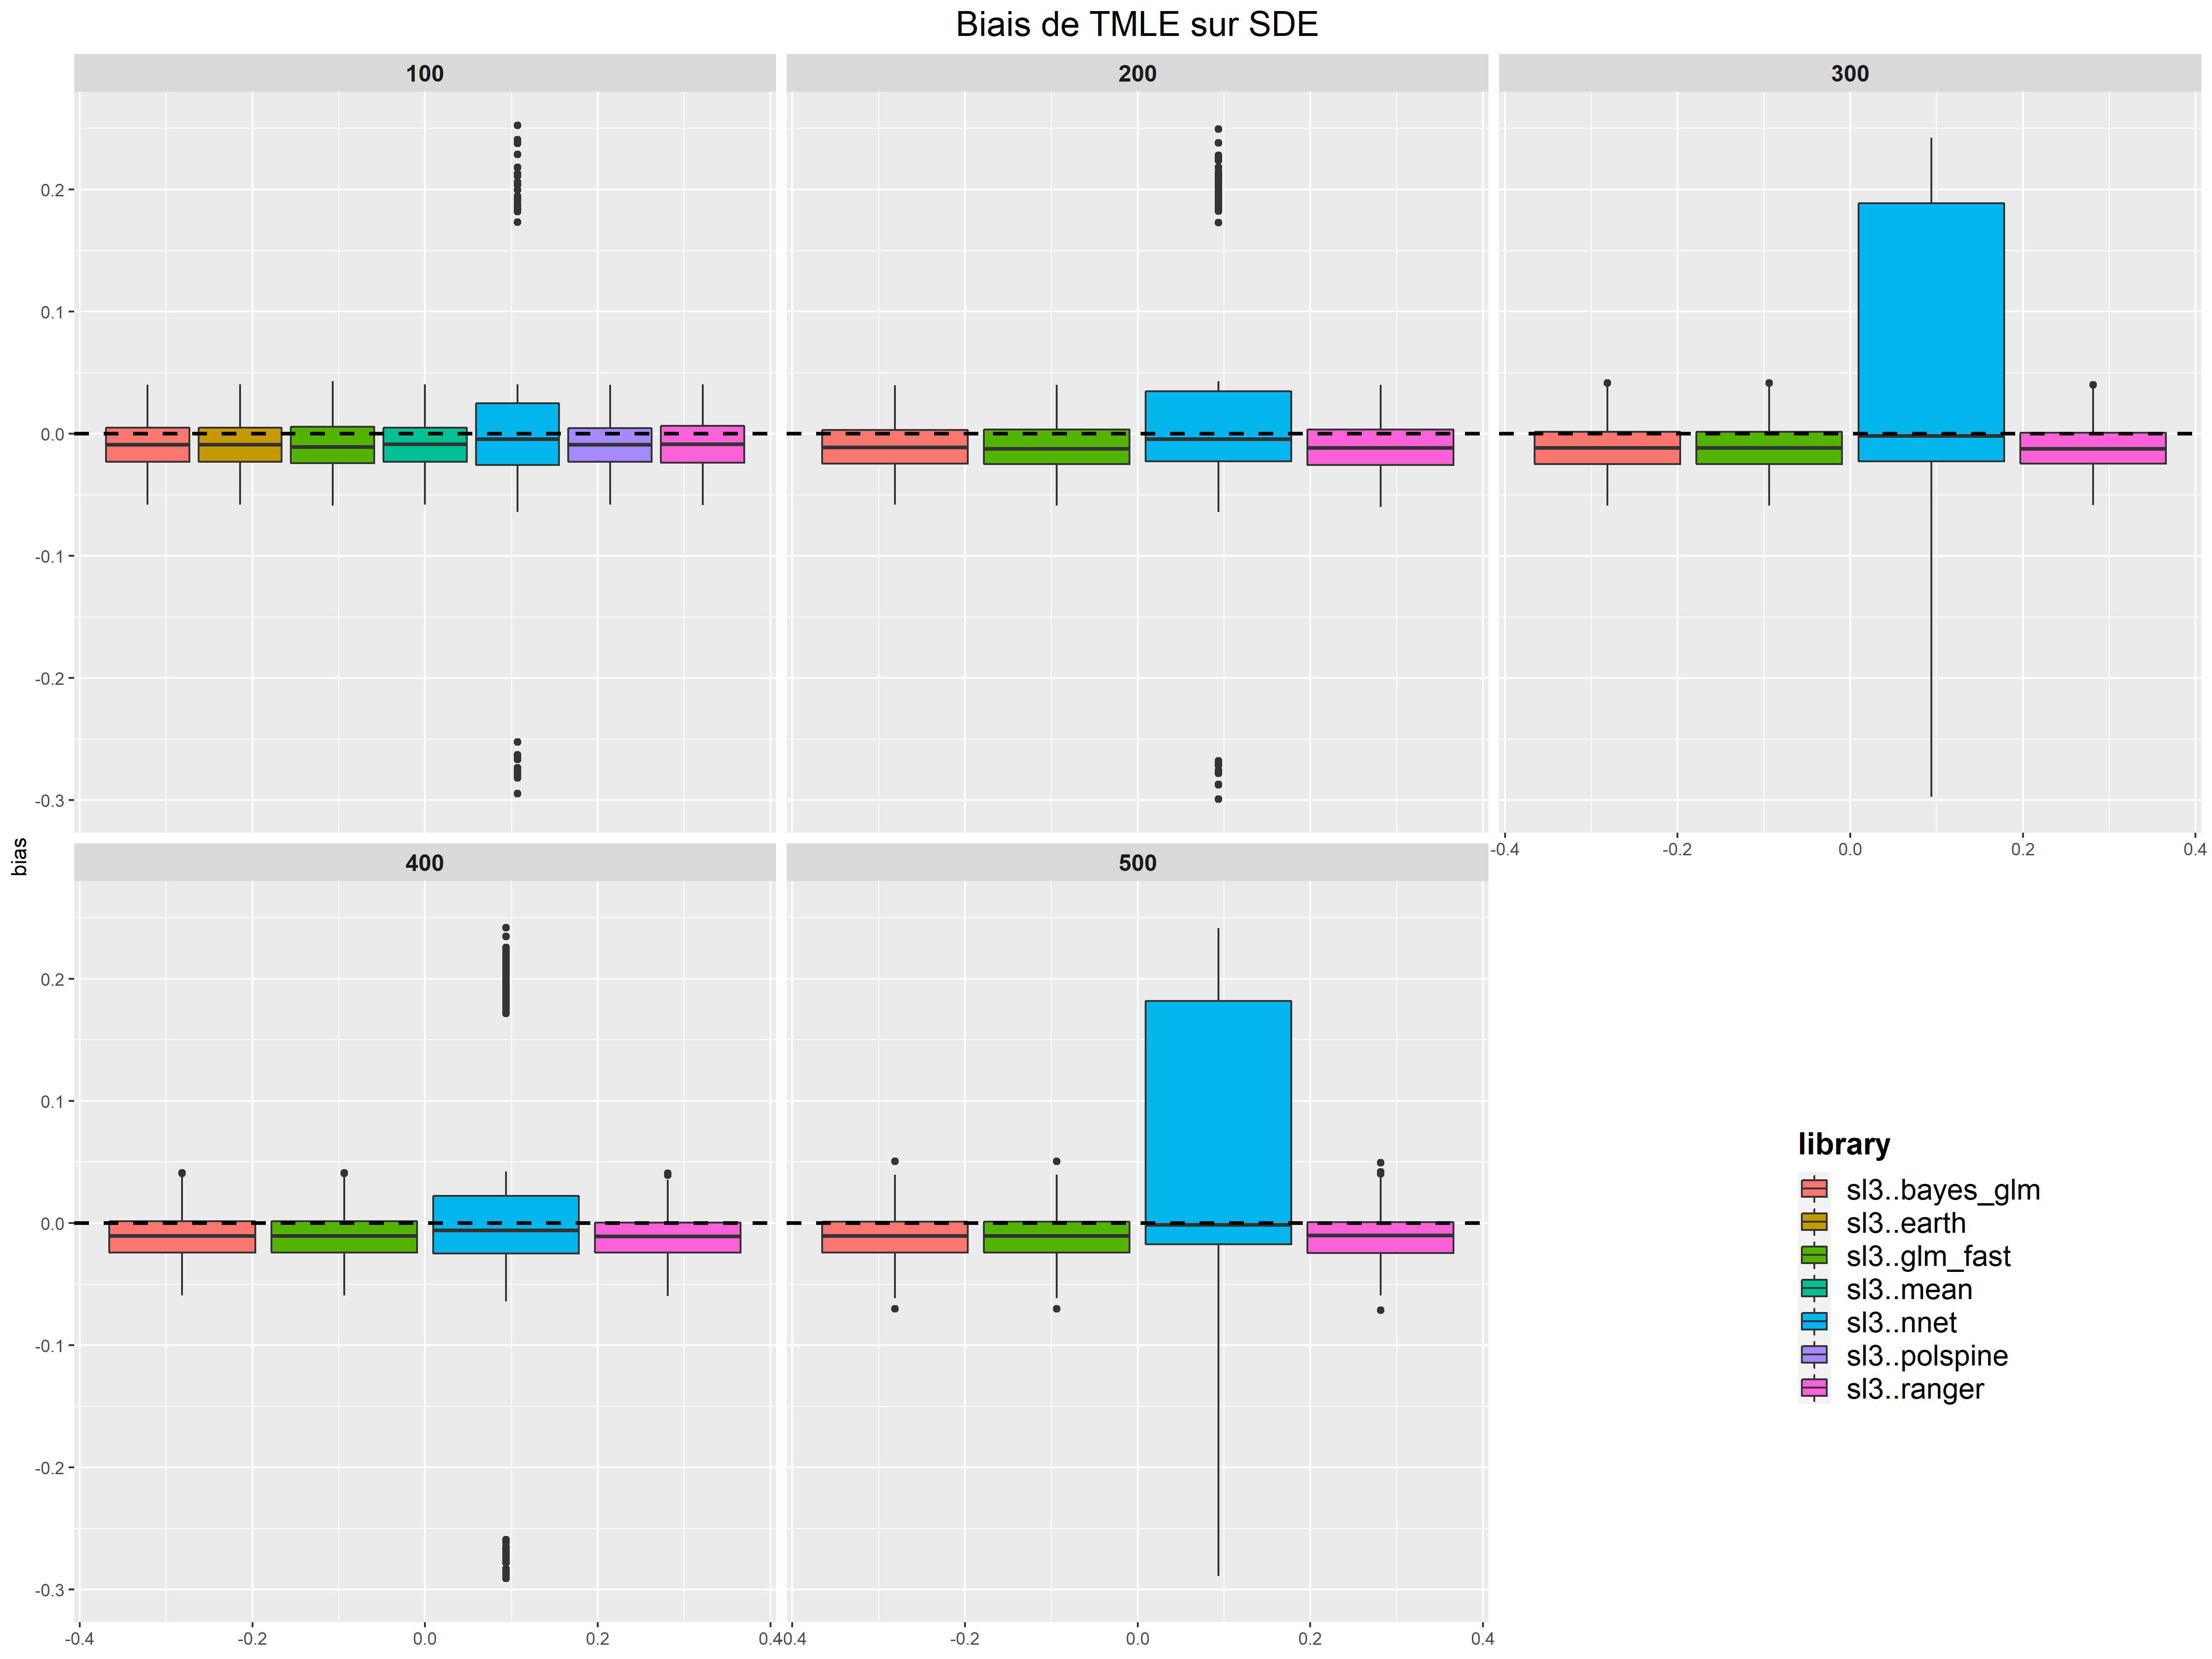 Biais de TMLE sur SDE
100 200 300
0.2
0.1
0.0
-0.1
-0.2
-0.3
-0.4 -0.2 0.0 0.2 0.4
bias
400 500
0.2
0.1
0.0
-0.1
-0.2
-0.3
-0.4 -0.2 0.0 0.2 0.40.4 -0.2 0.0 0.2 0.4
library
sl3..bayes_glm
sl3..earth
sl3..glm_fast
sl3..mean
sl3..nnet
sl3..polspine
sl3..ranger